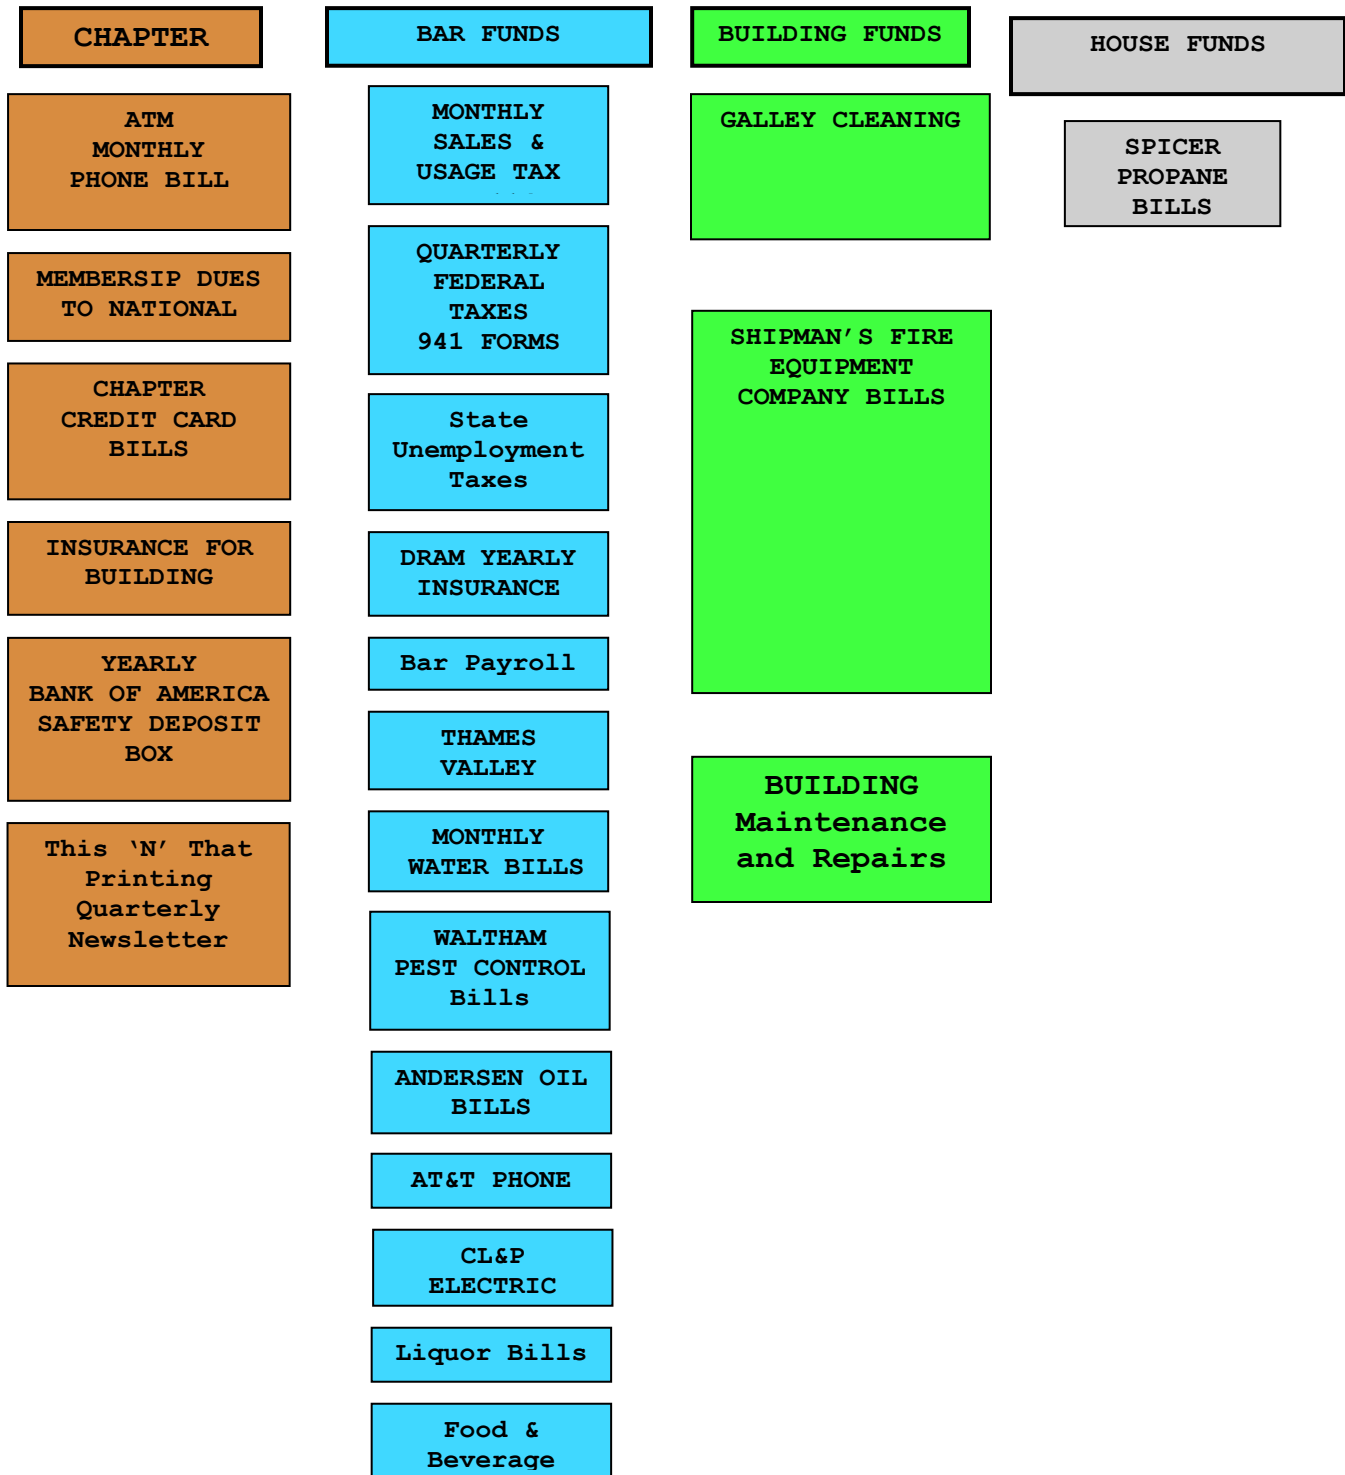 CHAPTER
ATM
MONTHLY
PHONE BILL
MEMBERSIP DUES
TO NATIONAL
CHAPTER
CREDIT CARD
BILLS
INSURANCE FOR
BUILDING
YEARLY
BANK OF AMERICA
SAFETY DEPOSIT
BOX
This ‘N’ That
Printing
Quarterly
Newsletter
BAR FUNDS
MONTHLY
SALES &
USAGE TAX
QUARTERLY
FEDERAL
TAXES
941 FORMS
State
Unemployment
Taxes
DRAM YEARLY
INSURANCE
Bar Payroll
THAMES
VALLEY
MONTHLY
WATER BILLS
WALTHAM
PEST CONTROL
Bills
ANDERSEN OIL
BILLS
AT&T PHONE
CL&P
ELECTRIC
Liquor Bills
Food &
Beverage
BUILDING FUNDS
GALLEY CLEANING
SHIPMAN’S FIRE
EQUIPMENT
COMPANY BILLS
BUILDING
Maintenance
and Repairs
HOUSE FUNDS
SPICER
PROPANE
BILLS